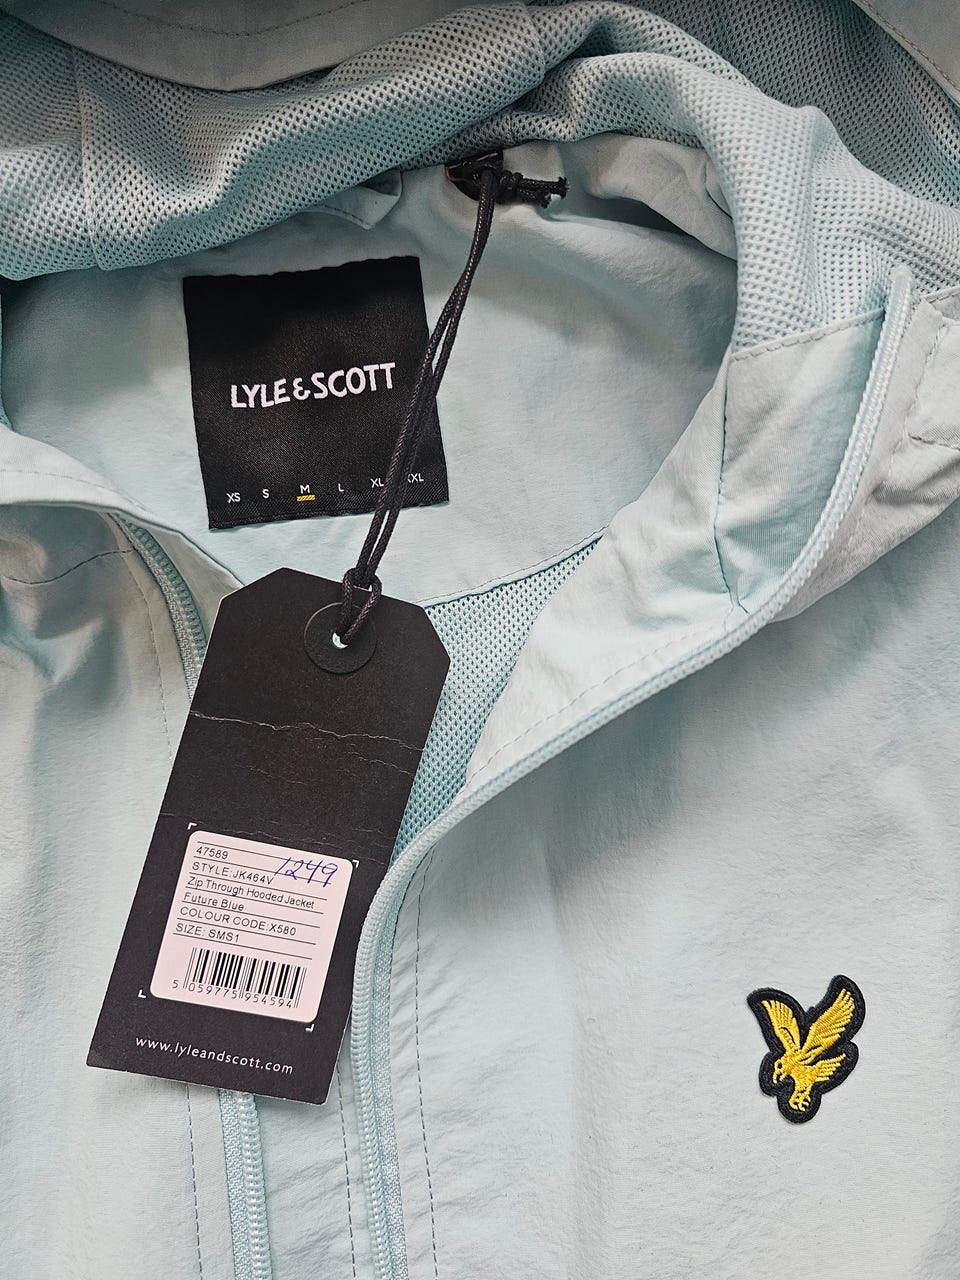 LYLE & SCOTT
XS S M L XL XXL
47589
1249
STYLE:JK464V
Zip Through Hooded Jacket
Future Blue
COLOUR CODE:X580
SIZE: SMS1
5 059775 954594
www.lyleandscott.com